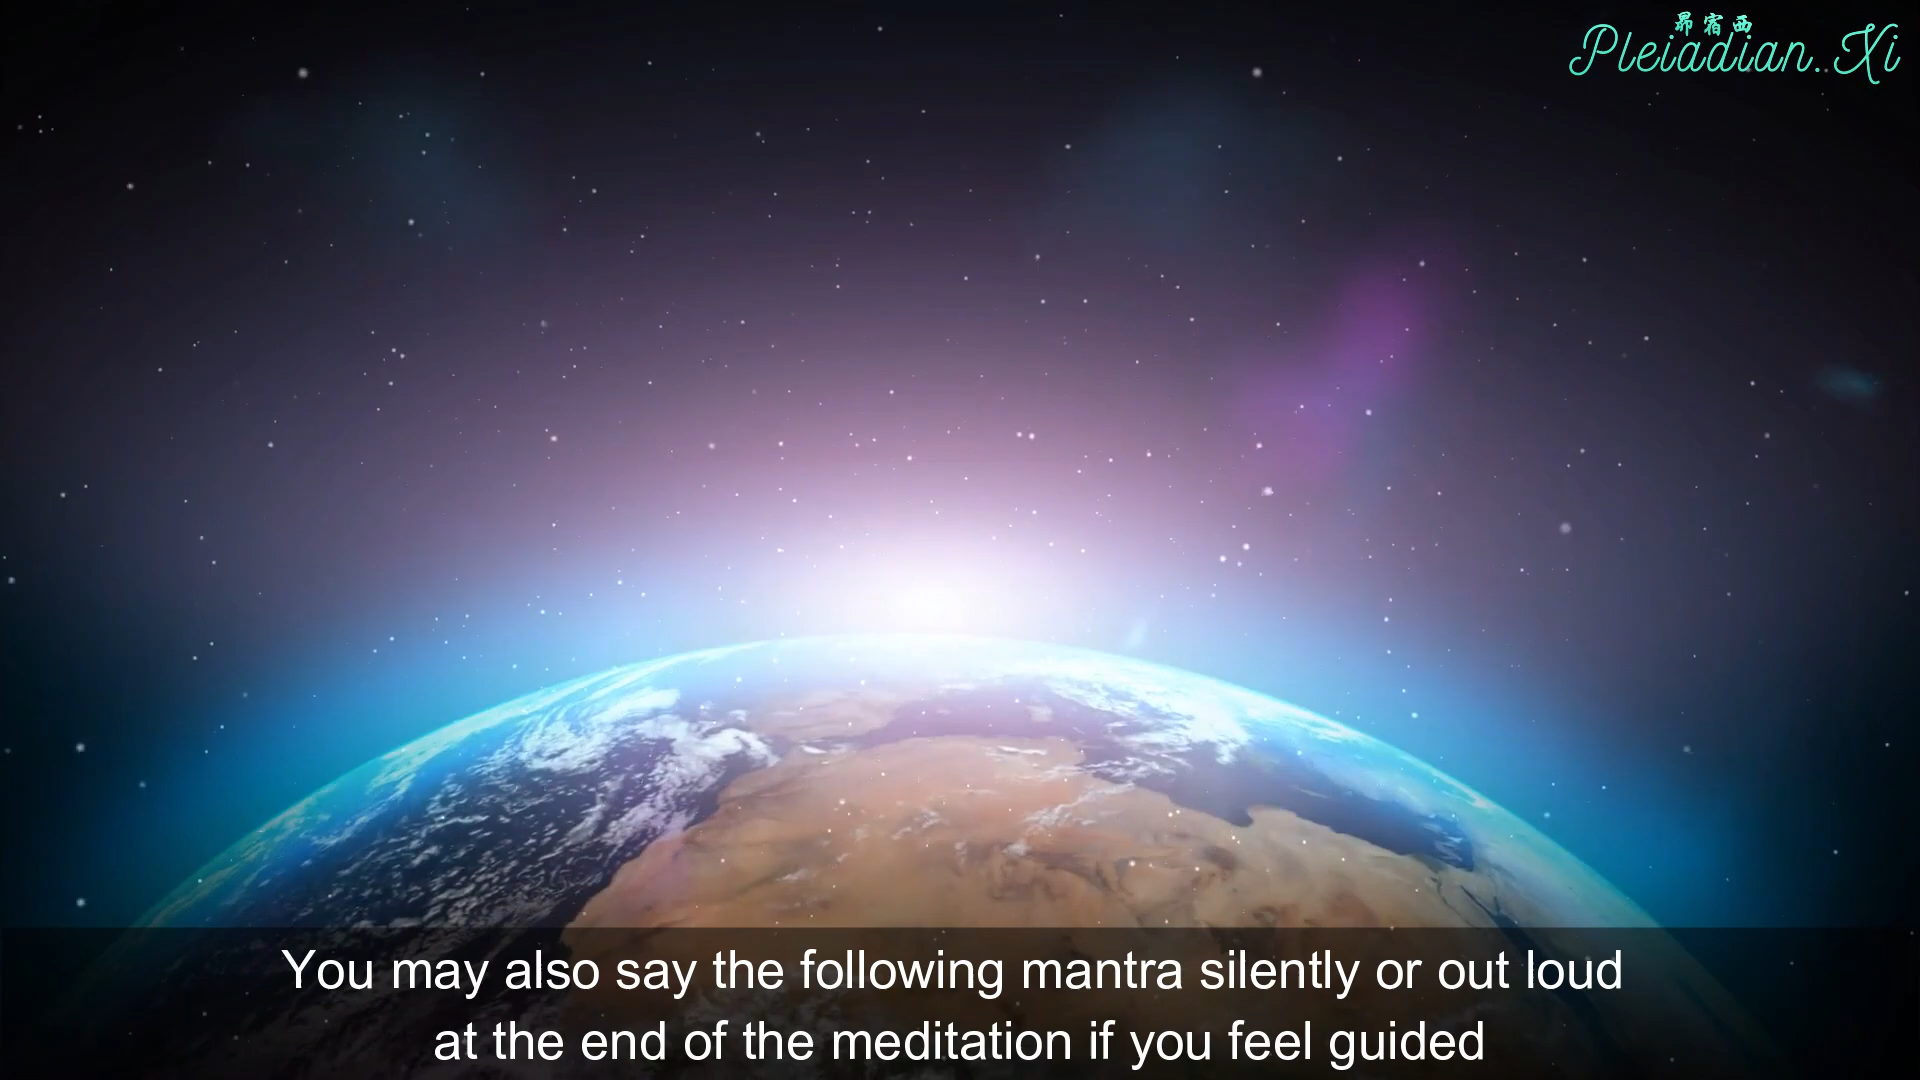 昴宿西
Pleiadian.Xi
You may also say the following mantra silently or out loud
at the end of the meditation if you feel guided